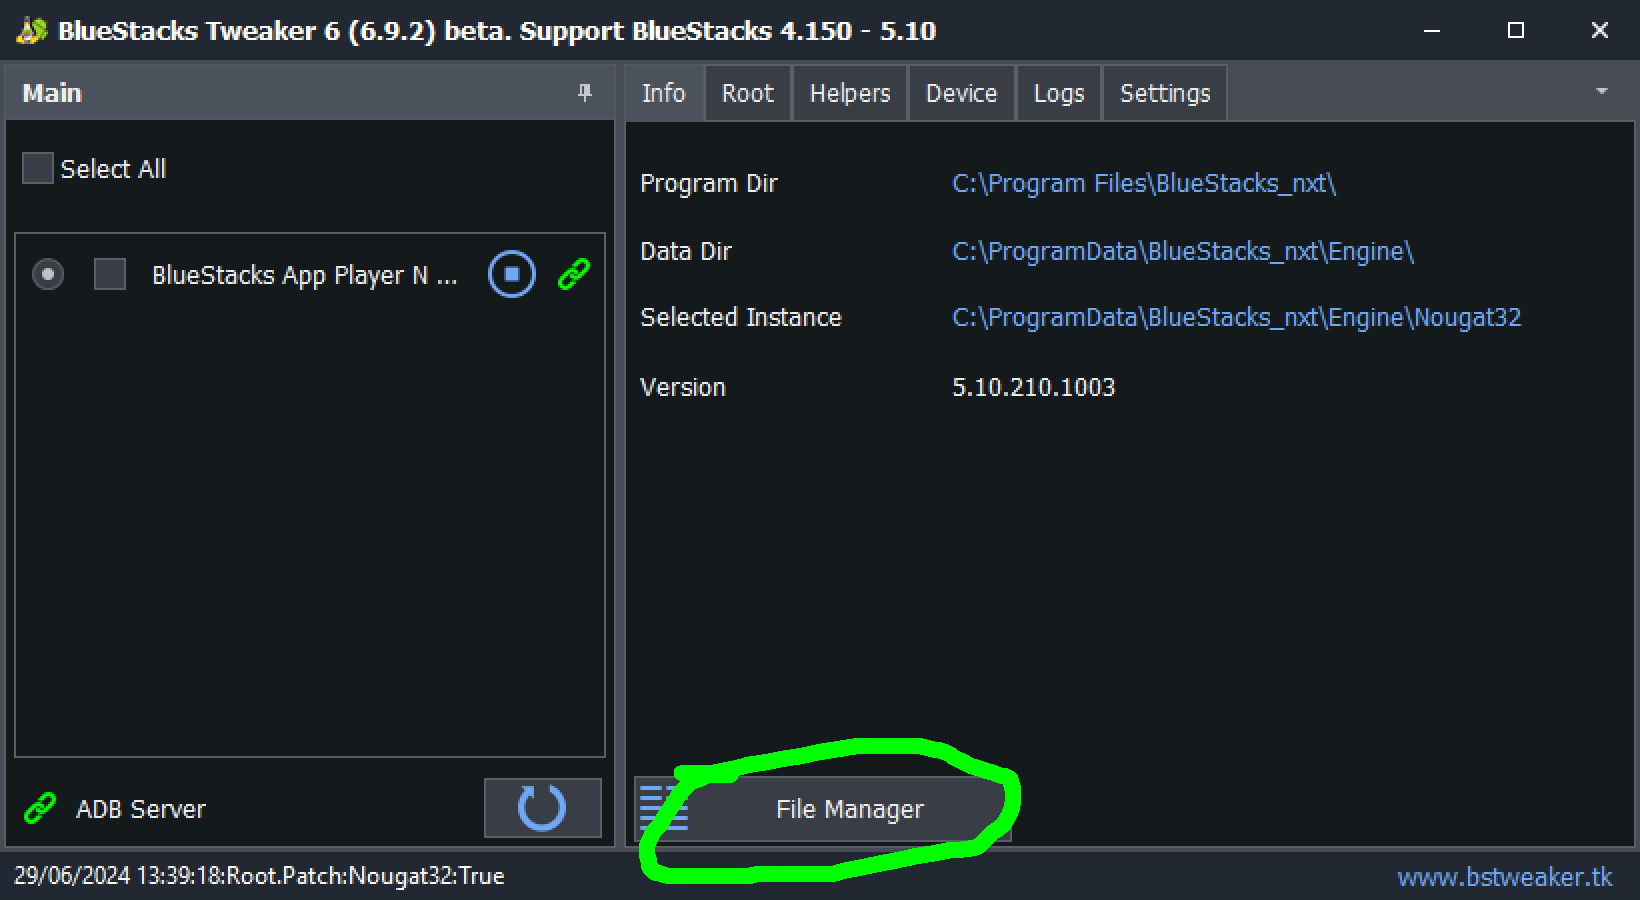 BlueStacks Tweaker 6 (6.9.2) beta. Support BlueStacks 4.150 - 5.10
Main
Info Root Helpers Device Logs Settings
Select All
BlueStacks App Player N ...
Program Dir C:\Program Files\BlueStacks_nxt\
Data Dir C:\ProgramData\BlueStacks_nxt\Engine\
Selected Instance C:\ProgramData\BlueStacks_nxt\Engine\Nougat32
Version 5.10.210.1003
ADB Server
File Manager
29/06/2024 13:39:18:Root.Patch:Nougat32:True
www.bstweaker.tk